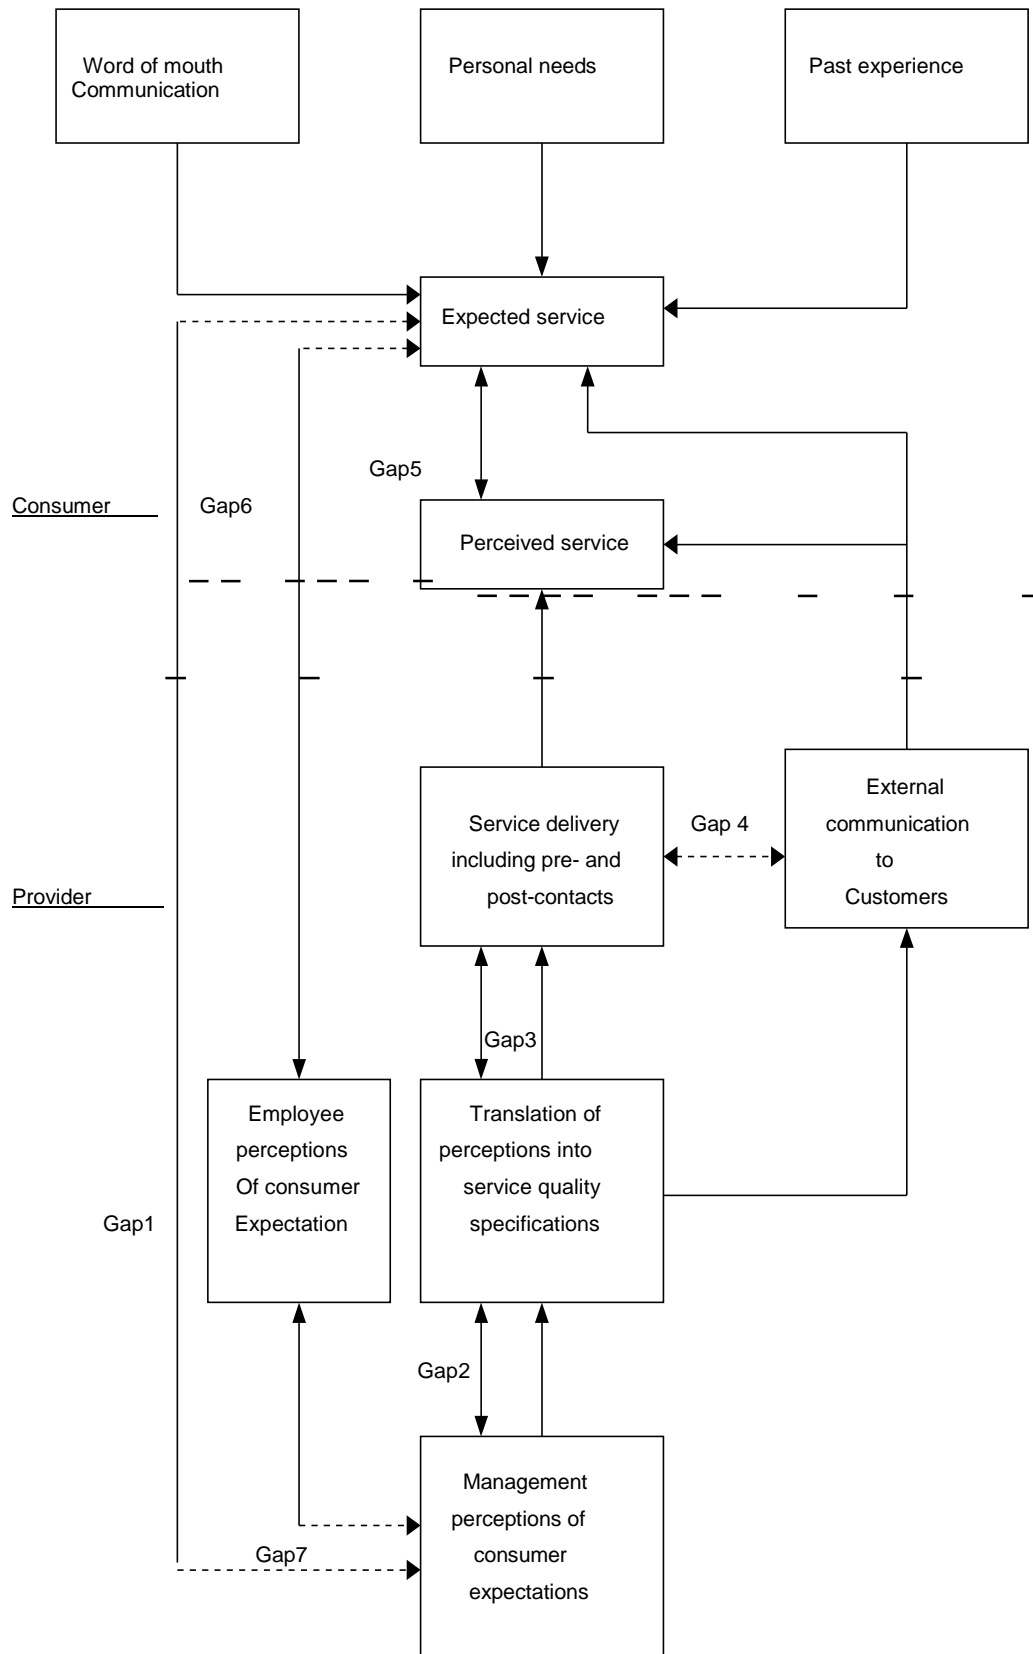 Word of mouth
Communication
Personal needs
Past experience
Expected service
Gap5
Consumer
Gap6
Perceived service
External
communication
to
Customers
Service delivery
including pre- and
post-contacts
Gap 4
Provider
Gap3
Employee
perceptions
Of consumer
Expectation
Translation of
perceptions into
service quality
specifications
Gap1
Gap2
Management
perceptions of
consumer
expectations
Gap7